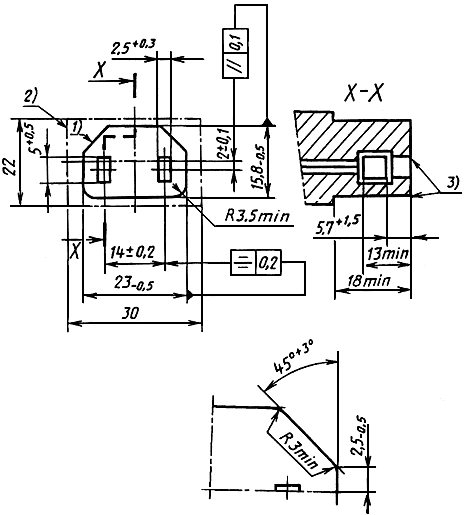 2,5+0,3
// 0,1
X
X-X
2)
1)
5+0,5
22
2±0,1
15,8-0,5
3)
R3.5min
X
14±0,2
0,2
23-0,5
30
5,7+1,5
13min
18min
45°+3°
R3min
2,5-0,5